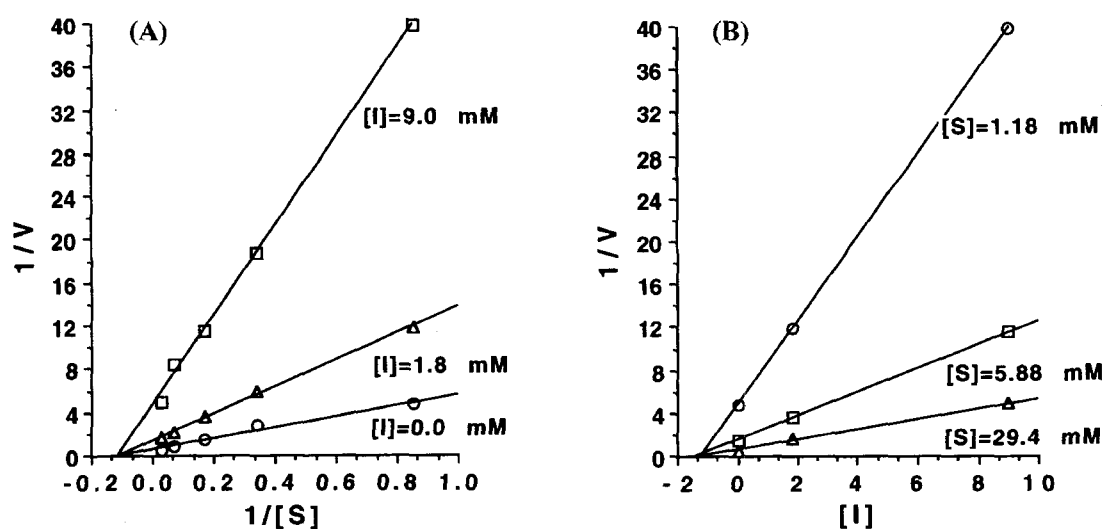 (A)
1/V
40
36
32
28
24
20
16
12
8
4
0
[I]=9.0 mM
[I]=1.8 mM
[I]=0.0 mM
-0.2 0.0 0.2 0.4 0.6 0.8 1.0
1/[S]
(B)
1/V
40
36
32
28
24
20
16
12
8
4
0
[S]=1.18 mM
[S]=5.88 mM
[S]=29.4 mM
-2 0 2 4 6 8 10
[I]